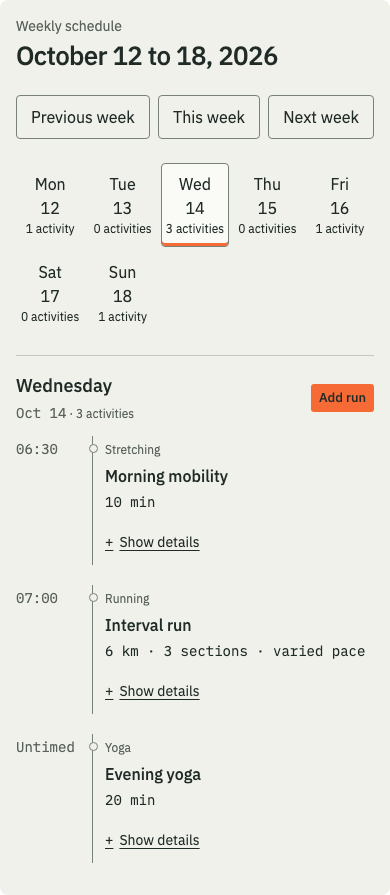 Weekly schedule
October 12 to 18, 2026
Previous week This week Next week
Mon Tue Wed Thu Fri
12 13 14 15 16
1 activity 0 activities 3 activities 0 activities 1 activity
Sat Sun
17 18
0 activities 1 activity
Wednesday
Add run
Oct 14 · 3 activities
06:30 Stretching
Morning mobility
10 min
+ Show details
07:00 Running
Interval run
6 km · 3 sections · varied pace
+ Show details
Untimed Yoga
Evening yoga
20 min
+ Show details